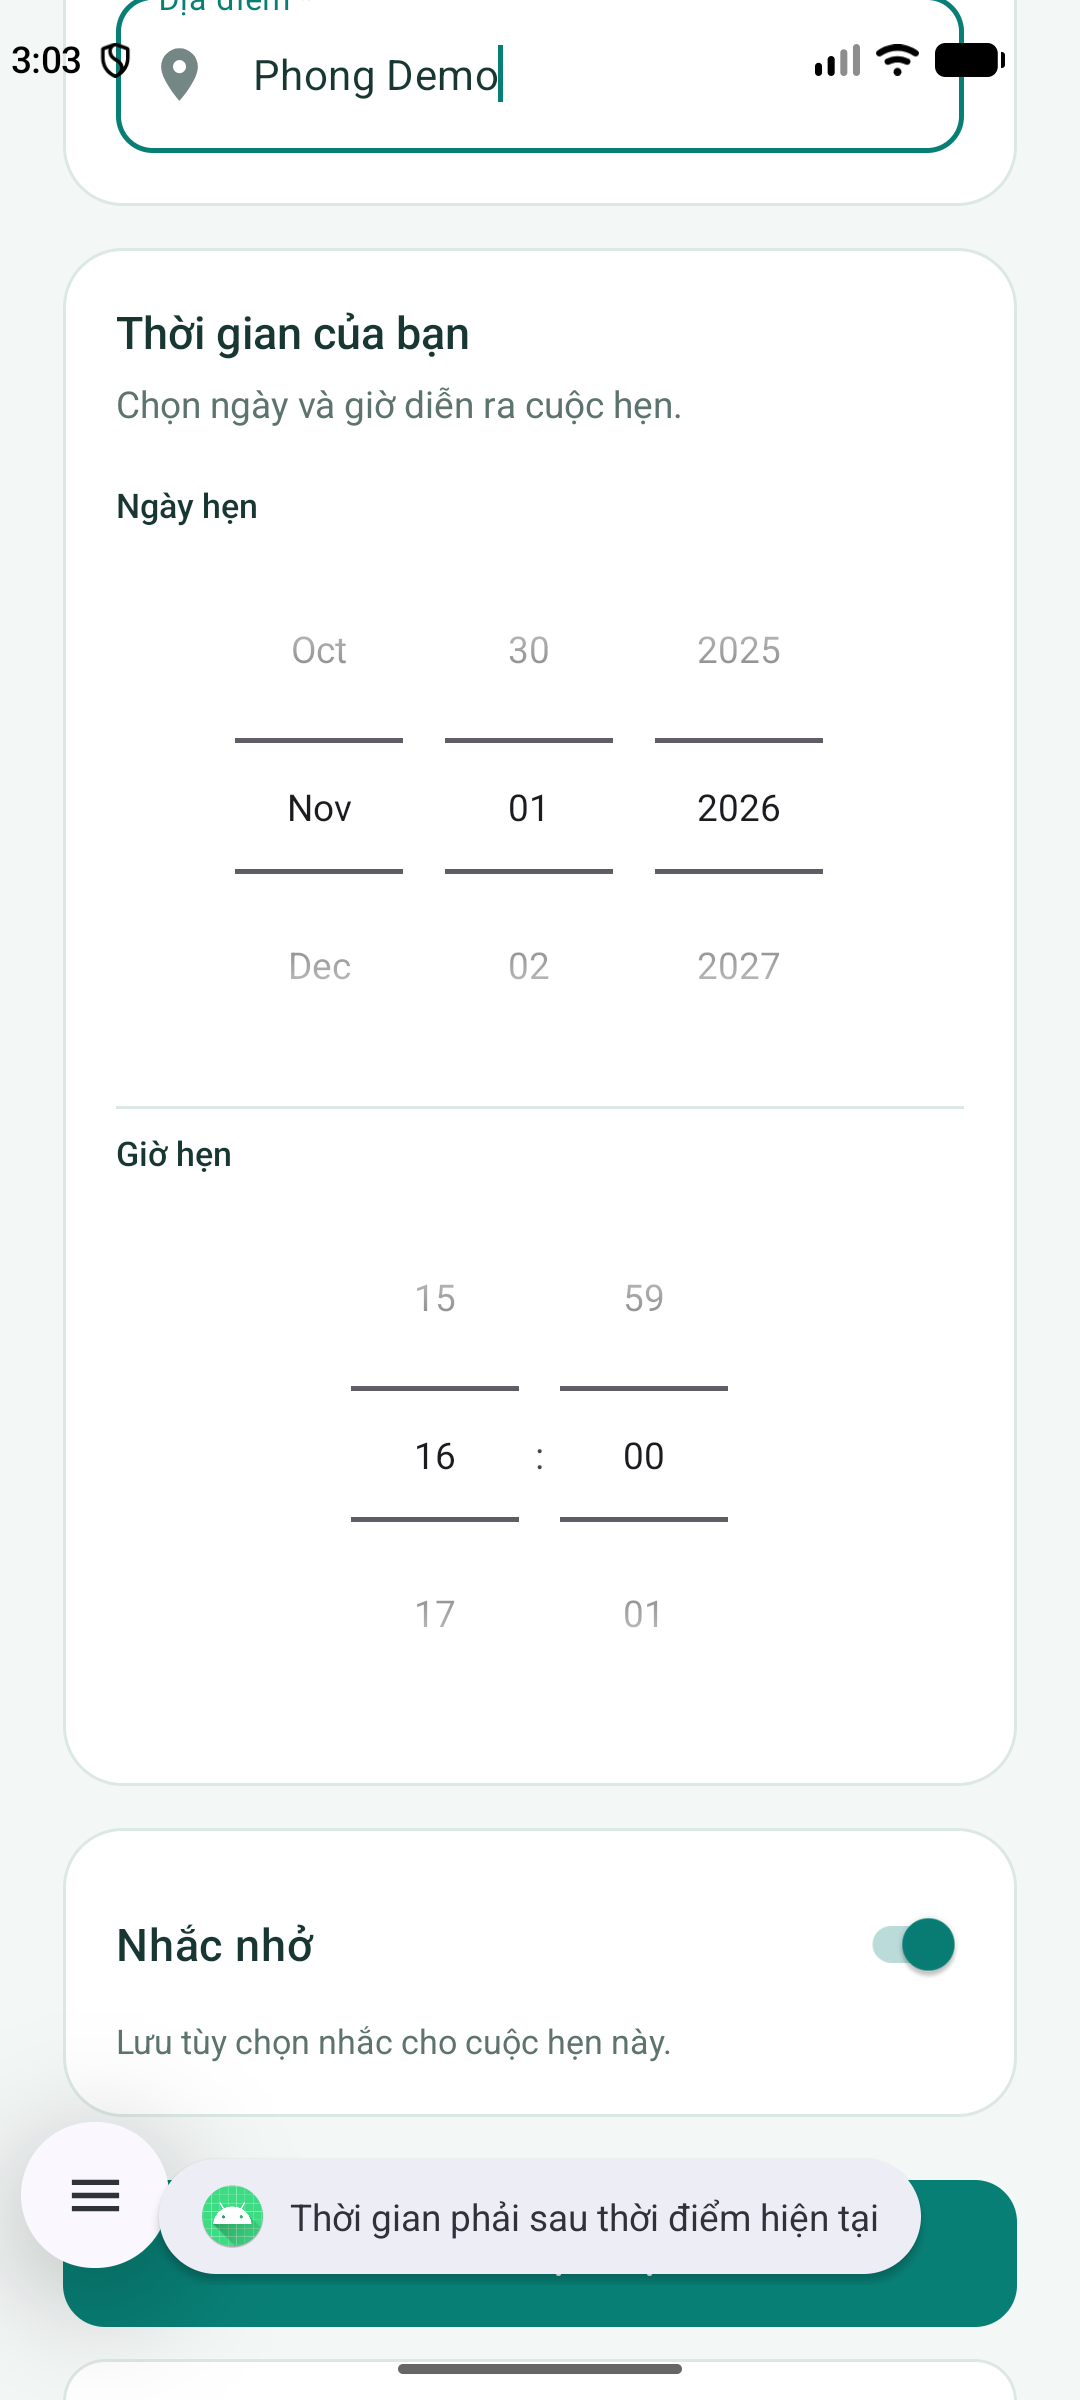 Địa điểm *
3:03
Phong Demo
Thời gian của bạn
Chọn ngày và giờ diễn ra cuộc hẹn.
Ngày hẹn
Oct 30 2025
Nov 01 2026
Dec 02 2027
Giờ hẹn
15 59
16 : 00
17 01
Nhắc nhở
Lưu tùy chọn nhắc cho cuộc hẹn này.
Thời gian phải sau thời điểm hiện tại